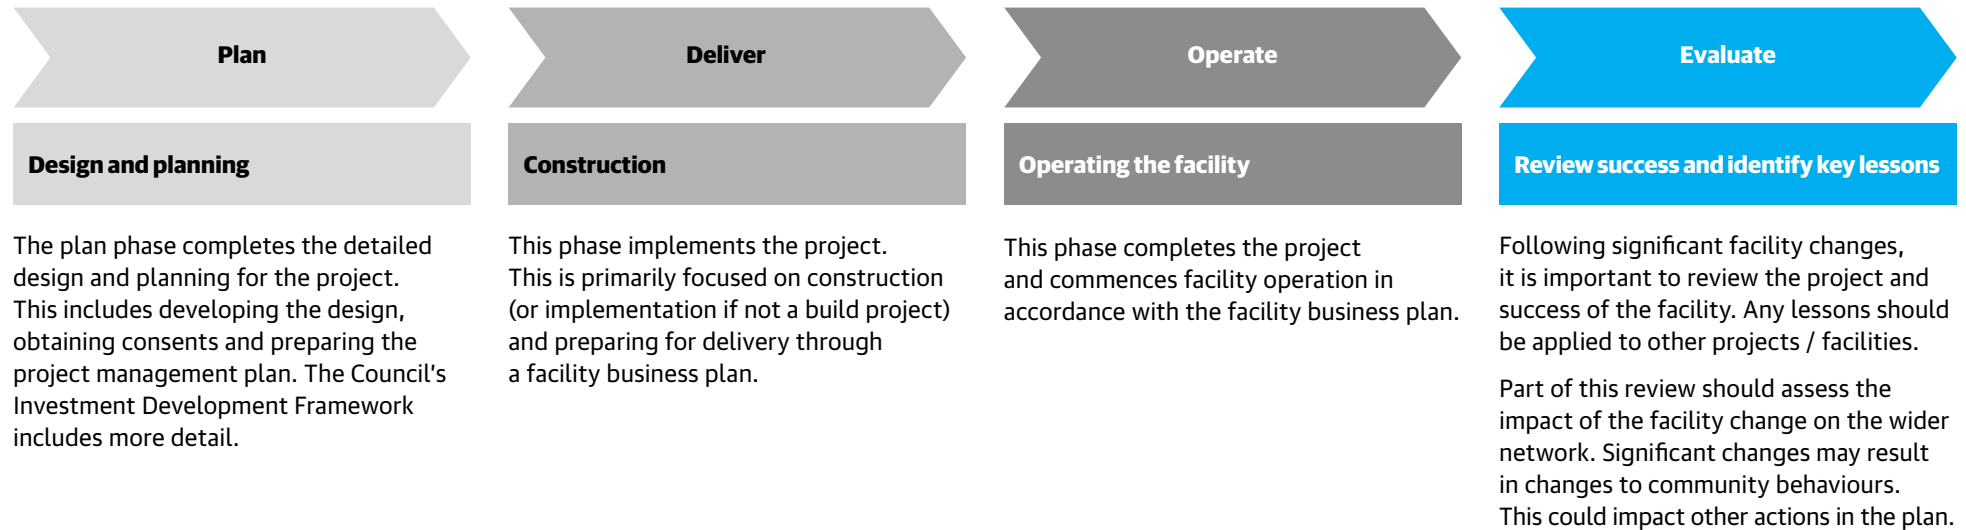 Plan
Design and planning
The plan phase completes the detailed
design and planning for the project.
This includes developing the design,
obtaining consents and preparing the
project management plan. The Council's
Investment Development Framework
includes more detail.
Deliver
Construction
This phase implements the project.
This is primarily focused on construction
(or implementation if not a build project)
and preparing for delivery through
a facility business plan.
Operate
Operating the facility
This phase completes the project
and commences facility operation in
accordance with the facility business plan.
Evaluate
Review success and identify key lessons
Following significant facility changes,
it is important to review the project and
success of the facility. Any lessons should
be applied to other projects / facilities.
Part of this review should assess the
impact of the facility change on the wider
network. Significant changes may result
in changes to community behaviours.
This could impact other actions in the plan.